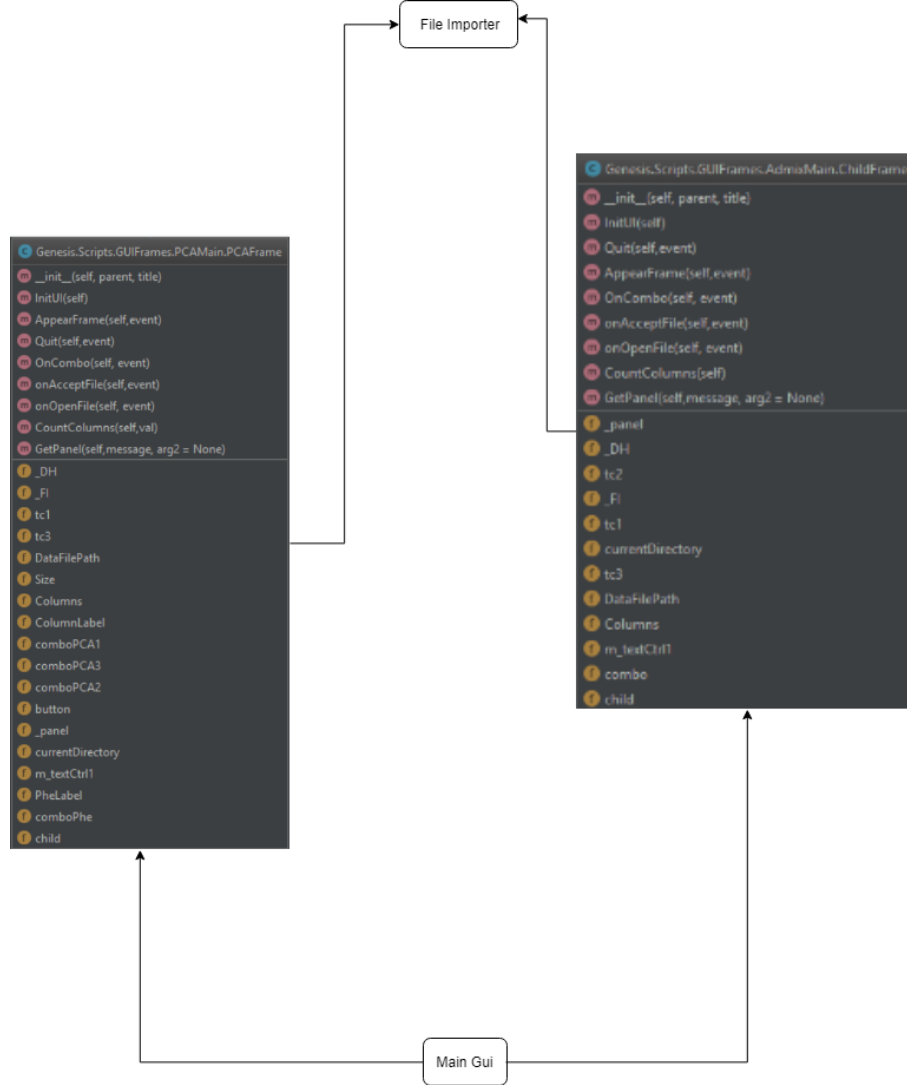 File Importer
Genesis.Scripts.GUIFrames.PCAMain.PCAFrame
__init__(self, parent, title)
InitUI(self)
AppearFrame(self,event)
Quit(self,event)
OnCombo(self, event)
onAcceptFile(self,event)
onOpenFile(self, event)
CountColumns(self,val)
GetPanel(self,message, arg2 = None)
_DH
_FI
tc1
tc3
DataFilePath
Size
Columns
ColumnLabel
comboPCA1
comboPCA3
comboPCA2
button
_panel
currentDirectory
m_textCtrl1
PheLabel
comboPhe
child
Genesis.Scripts.GUIFrames.AdmixMain.ChildFrame
__init__(self, parent, title)
InitUI(self)
Quit(self,event)
AppearFrame(self,event)
OnCombo(self, event)
onAcceptFile(self,event)
onOpenFile(self, event)
CountColumns(self)
GetPanel(self,message, arg2 = None)
_panel
_DH
tc2
_FI
tc1
currentDirectory
tc3
DataFilePath
Columns
m_textCtrl1
combo
child
Main Gui